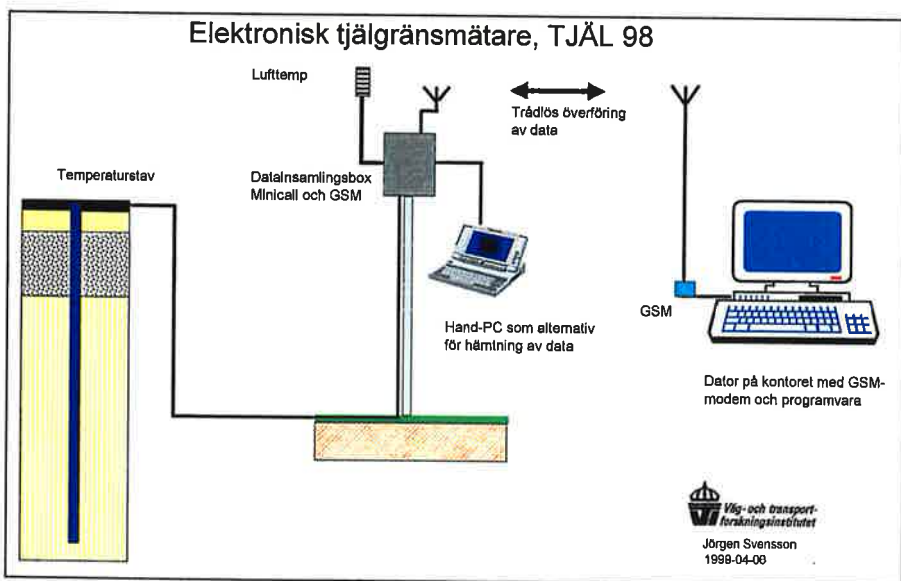 Elektronisk tjälgränsmätare, TJÄL 98
Lufttemp
Trådlös överföring
av data
Temperaturstav
Datainsamlingsbox
Minicall och GSM
GSM
Hand-PC som alternativ
för hämtning av data
Dator på kontoret med GSM-
modem och programvara
Väg- och transport-
forskningsinstitutet
Jörgen Svensson
1999-04-06